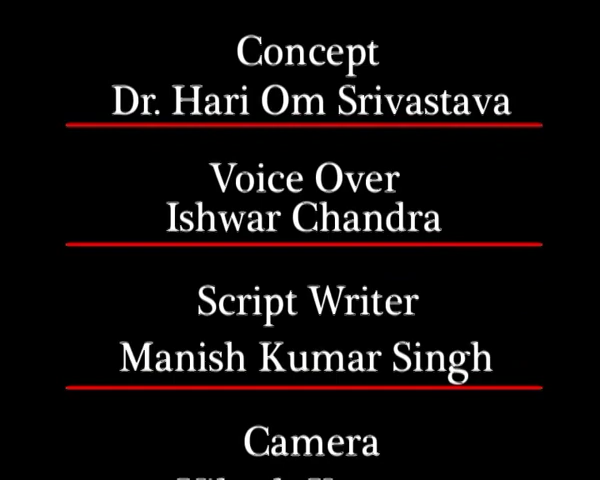 Concept
Dr. Hari Om Srivastava
Voice Over
Ishwar Chandra
Script Writer
Manish Kumar Singh
Camera